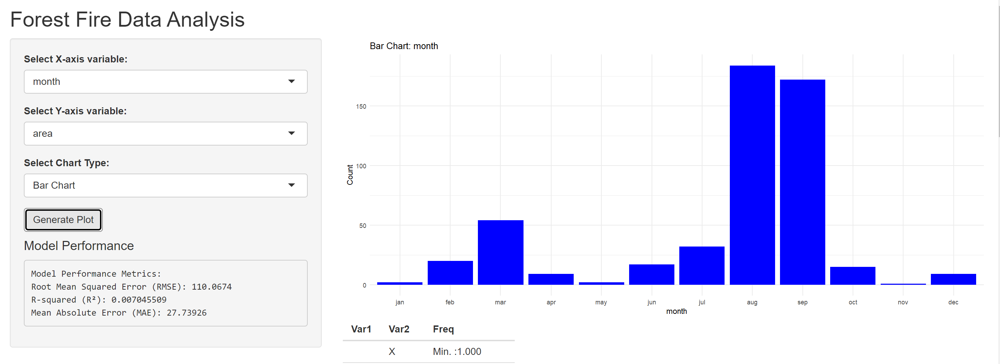 Forest Fire Data Analysis
Select X-axis variable:
month
Select Y-axis variable:
area
Select Chart Type:
Bar Chart
Generate Plot
Model Performance
Model Performance Metrics:
Root Mean Squared Error (RMSE): 110.0674
R-squared (R²): 0.007045509
Mean Absolute Error (MAE): 27.73926
Bar Chart: month
Count
150
100
50
0
jan feb mar apr may jun jul aug sep oct nov dec
month
Var1 Var2 Freq
X Min. :1.000